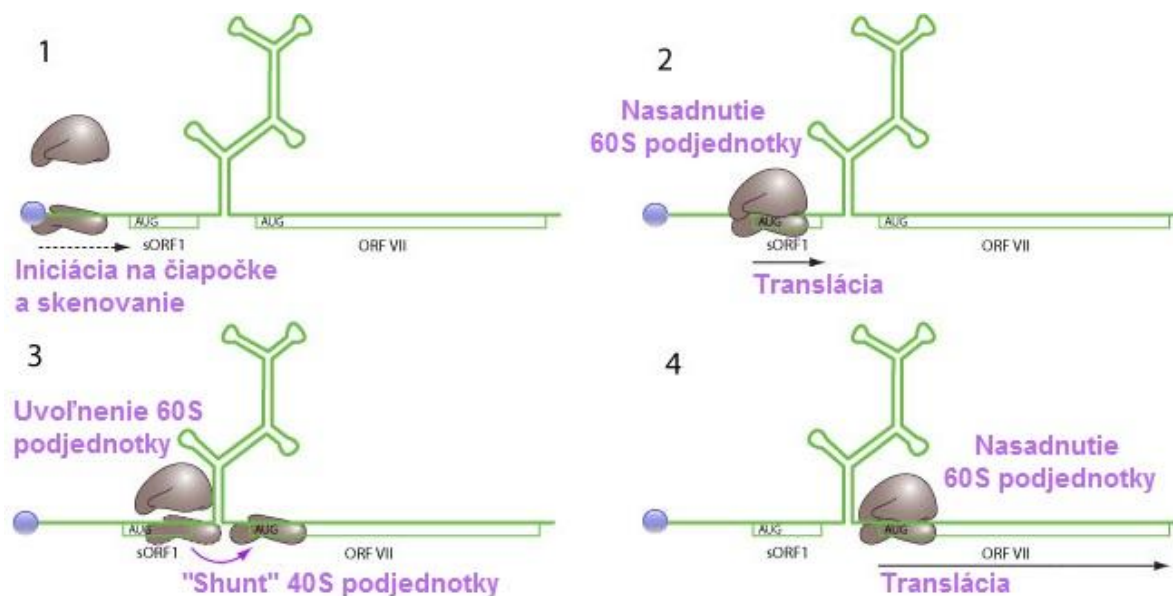 1
AUG
AUG
sORF1
ORF VII
Iniciácia na čiapočke
a skenovanie
2
Nasadnutie
60S podjednotky
AUG
AUG
sORF1
ORF VII
Translácia
3
Uvoľnenie 60S
podjednotky
AUG
AUG
sORF1
ORF VII
"Shunt" 40S podjednotky
4
Nasadnutie
60S podjednotky
AUG
AUG
sORF1
ORF VII
Translácia